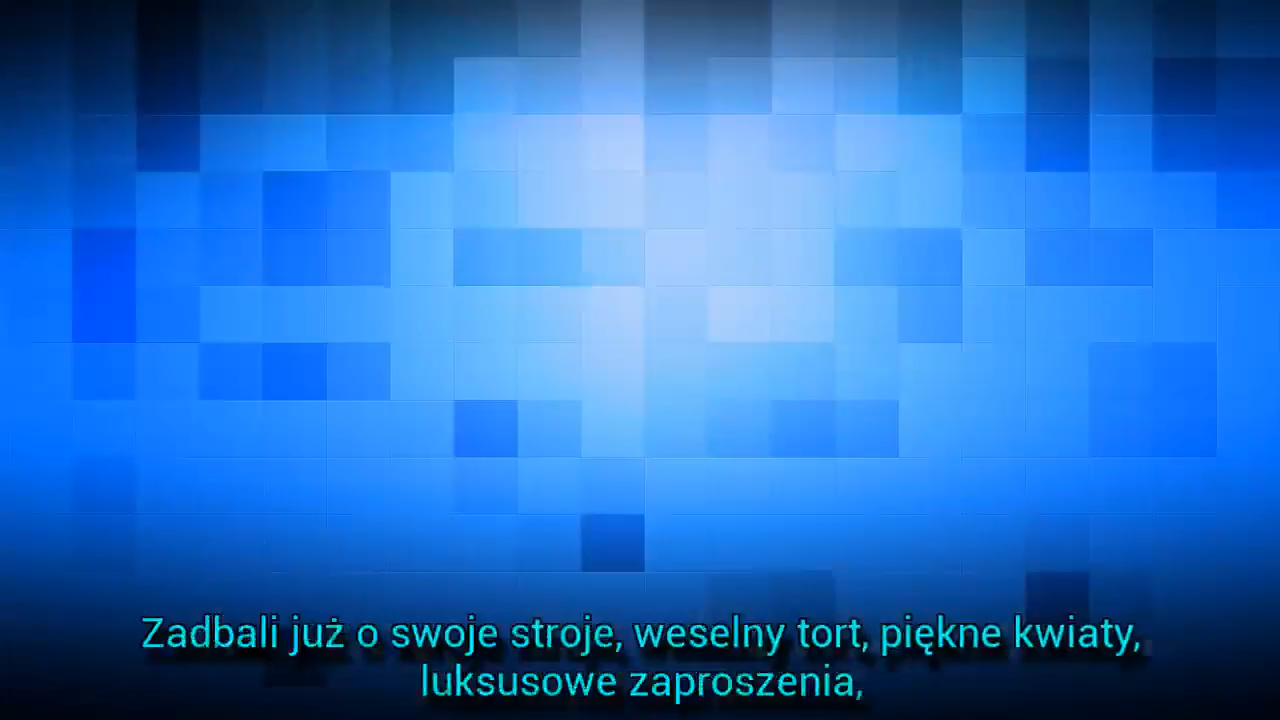 Zadbali już o swoje stroje, weselny tort, piękne kwiaty,
luksusowe zaproszenia,